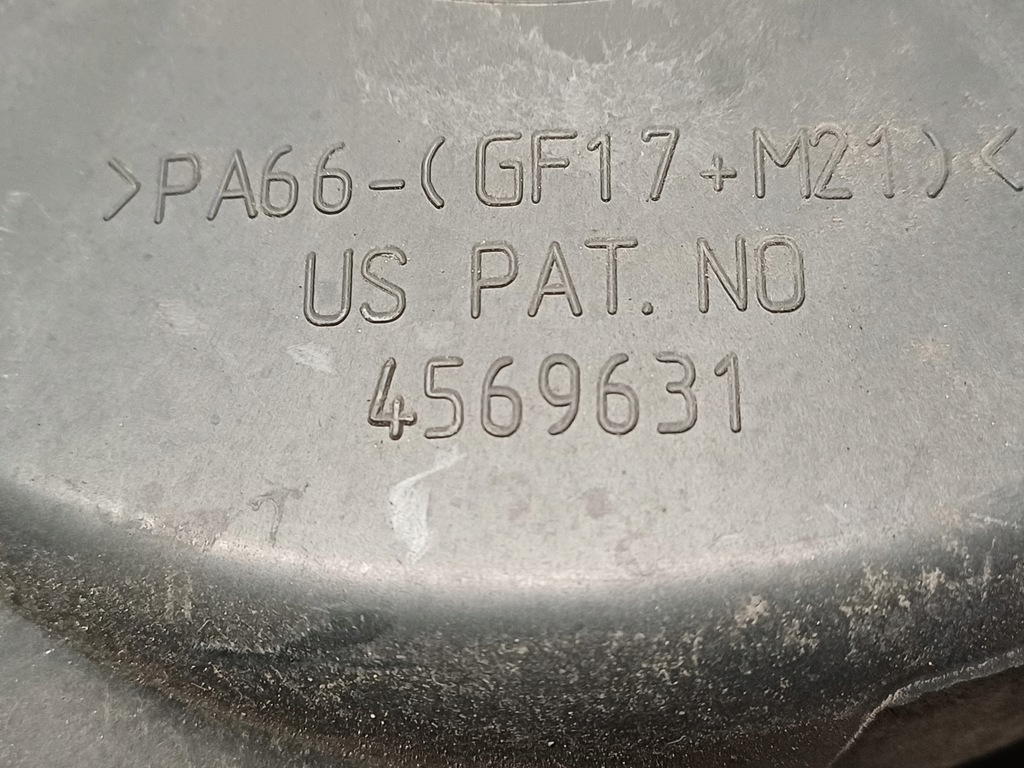 >PA66-(GF17+M21)<
US PAT. NO
4569631